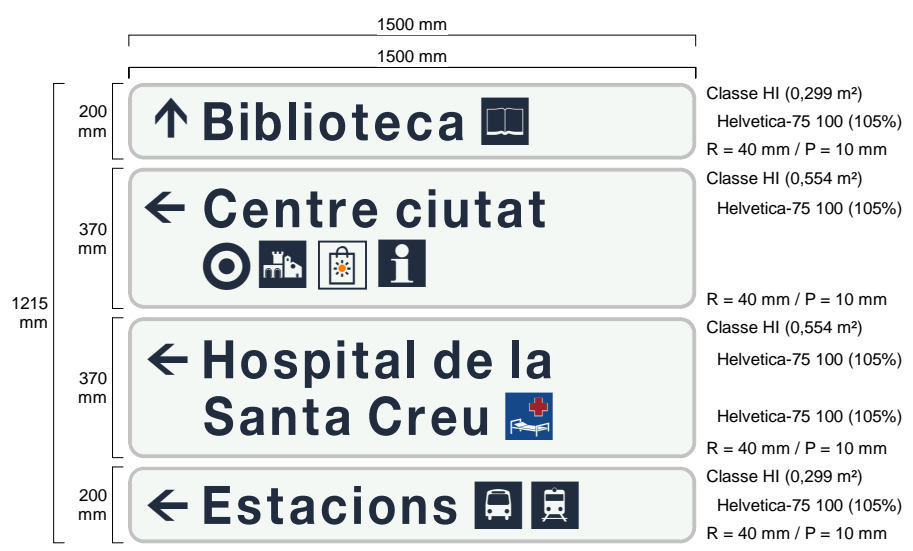 1500 mm
1500 mm
200 mm
Biblioteca
Classe HI (0,299 m²)
Helvetica-75 100 (105%)
R = 40 mm / P = 10 mm
370 mm
Centre ciutat
i
Classe HI (0,554 m²)
Helvetica-75 100 (105%)
R = 40 mm / P = 10 mm
1215 mm
370 mm
Hospital de la
Santa Creu
Classe HI (0,554 m²)
Helvetica-75 100 (105%)
Helvetica-75 100 (105%)
R = 40 mm / P = 10 mm
200 mm
Estacions
Classe HI (0,299 m²)
Helvetica-75 100 (105%)
R = 40 mm / P = 10 mm